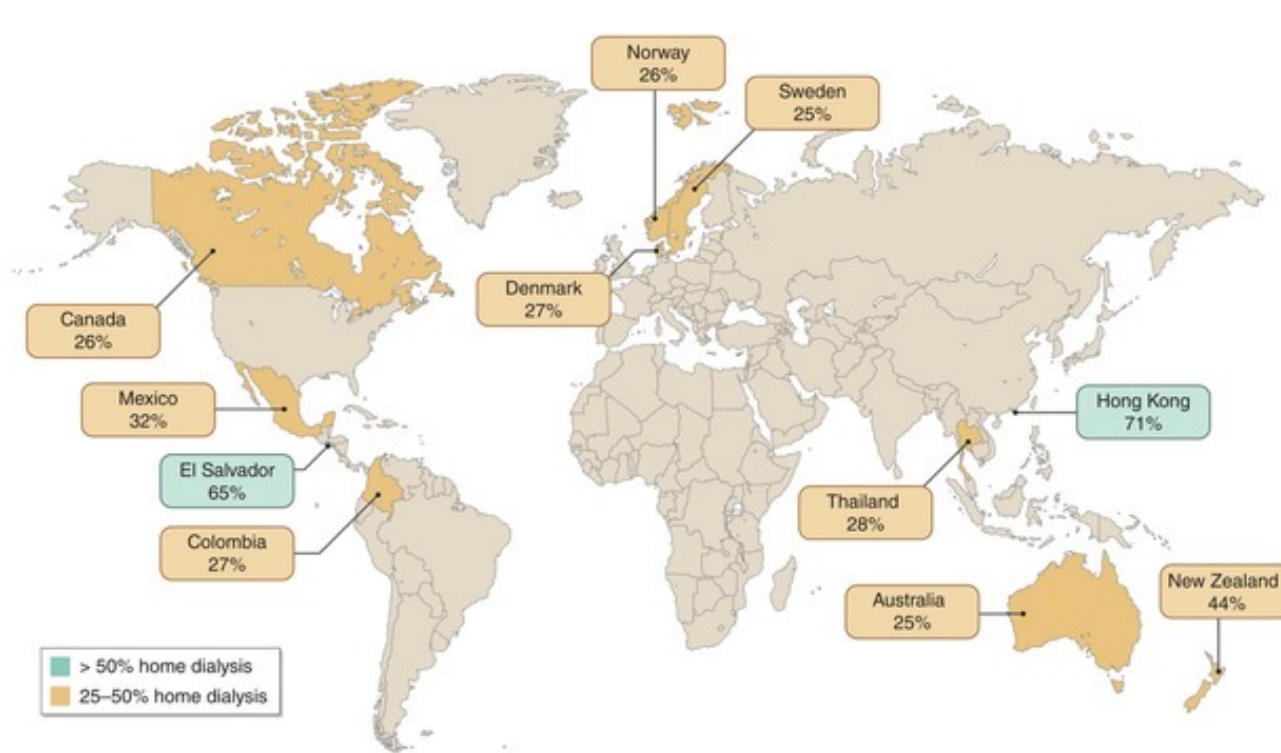 Norway
26%
Sweden
25%
Denmark
27%
Canada
26%
Mexico
32%
El Salvador
65%
Colombia
27%
Hong Kong
71%
Thailand
28%
Australia
25%
New Zealand
44%
> 50% home dialysis
25–50% home dialysis